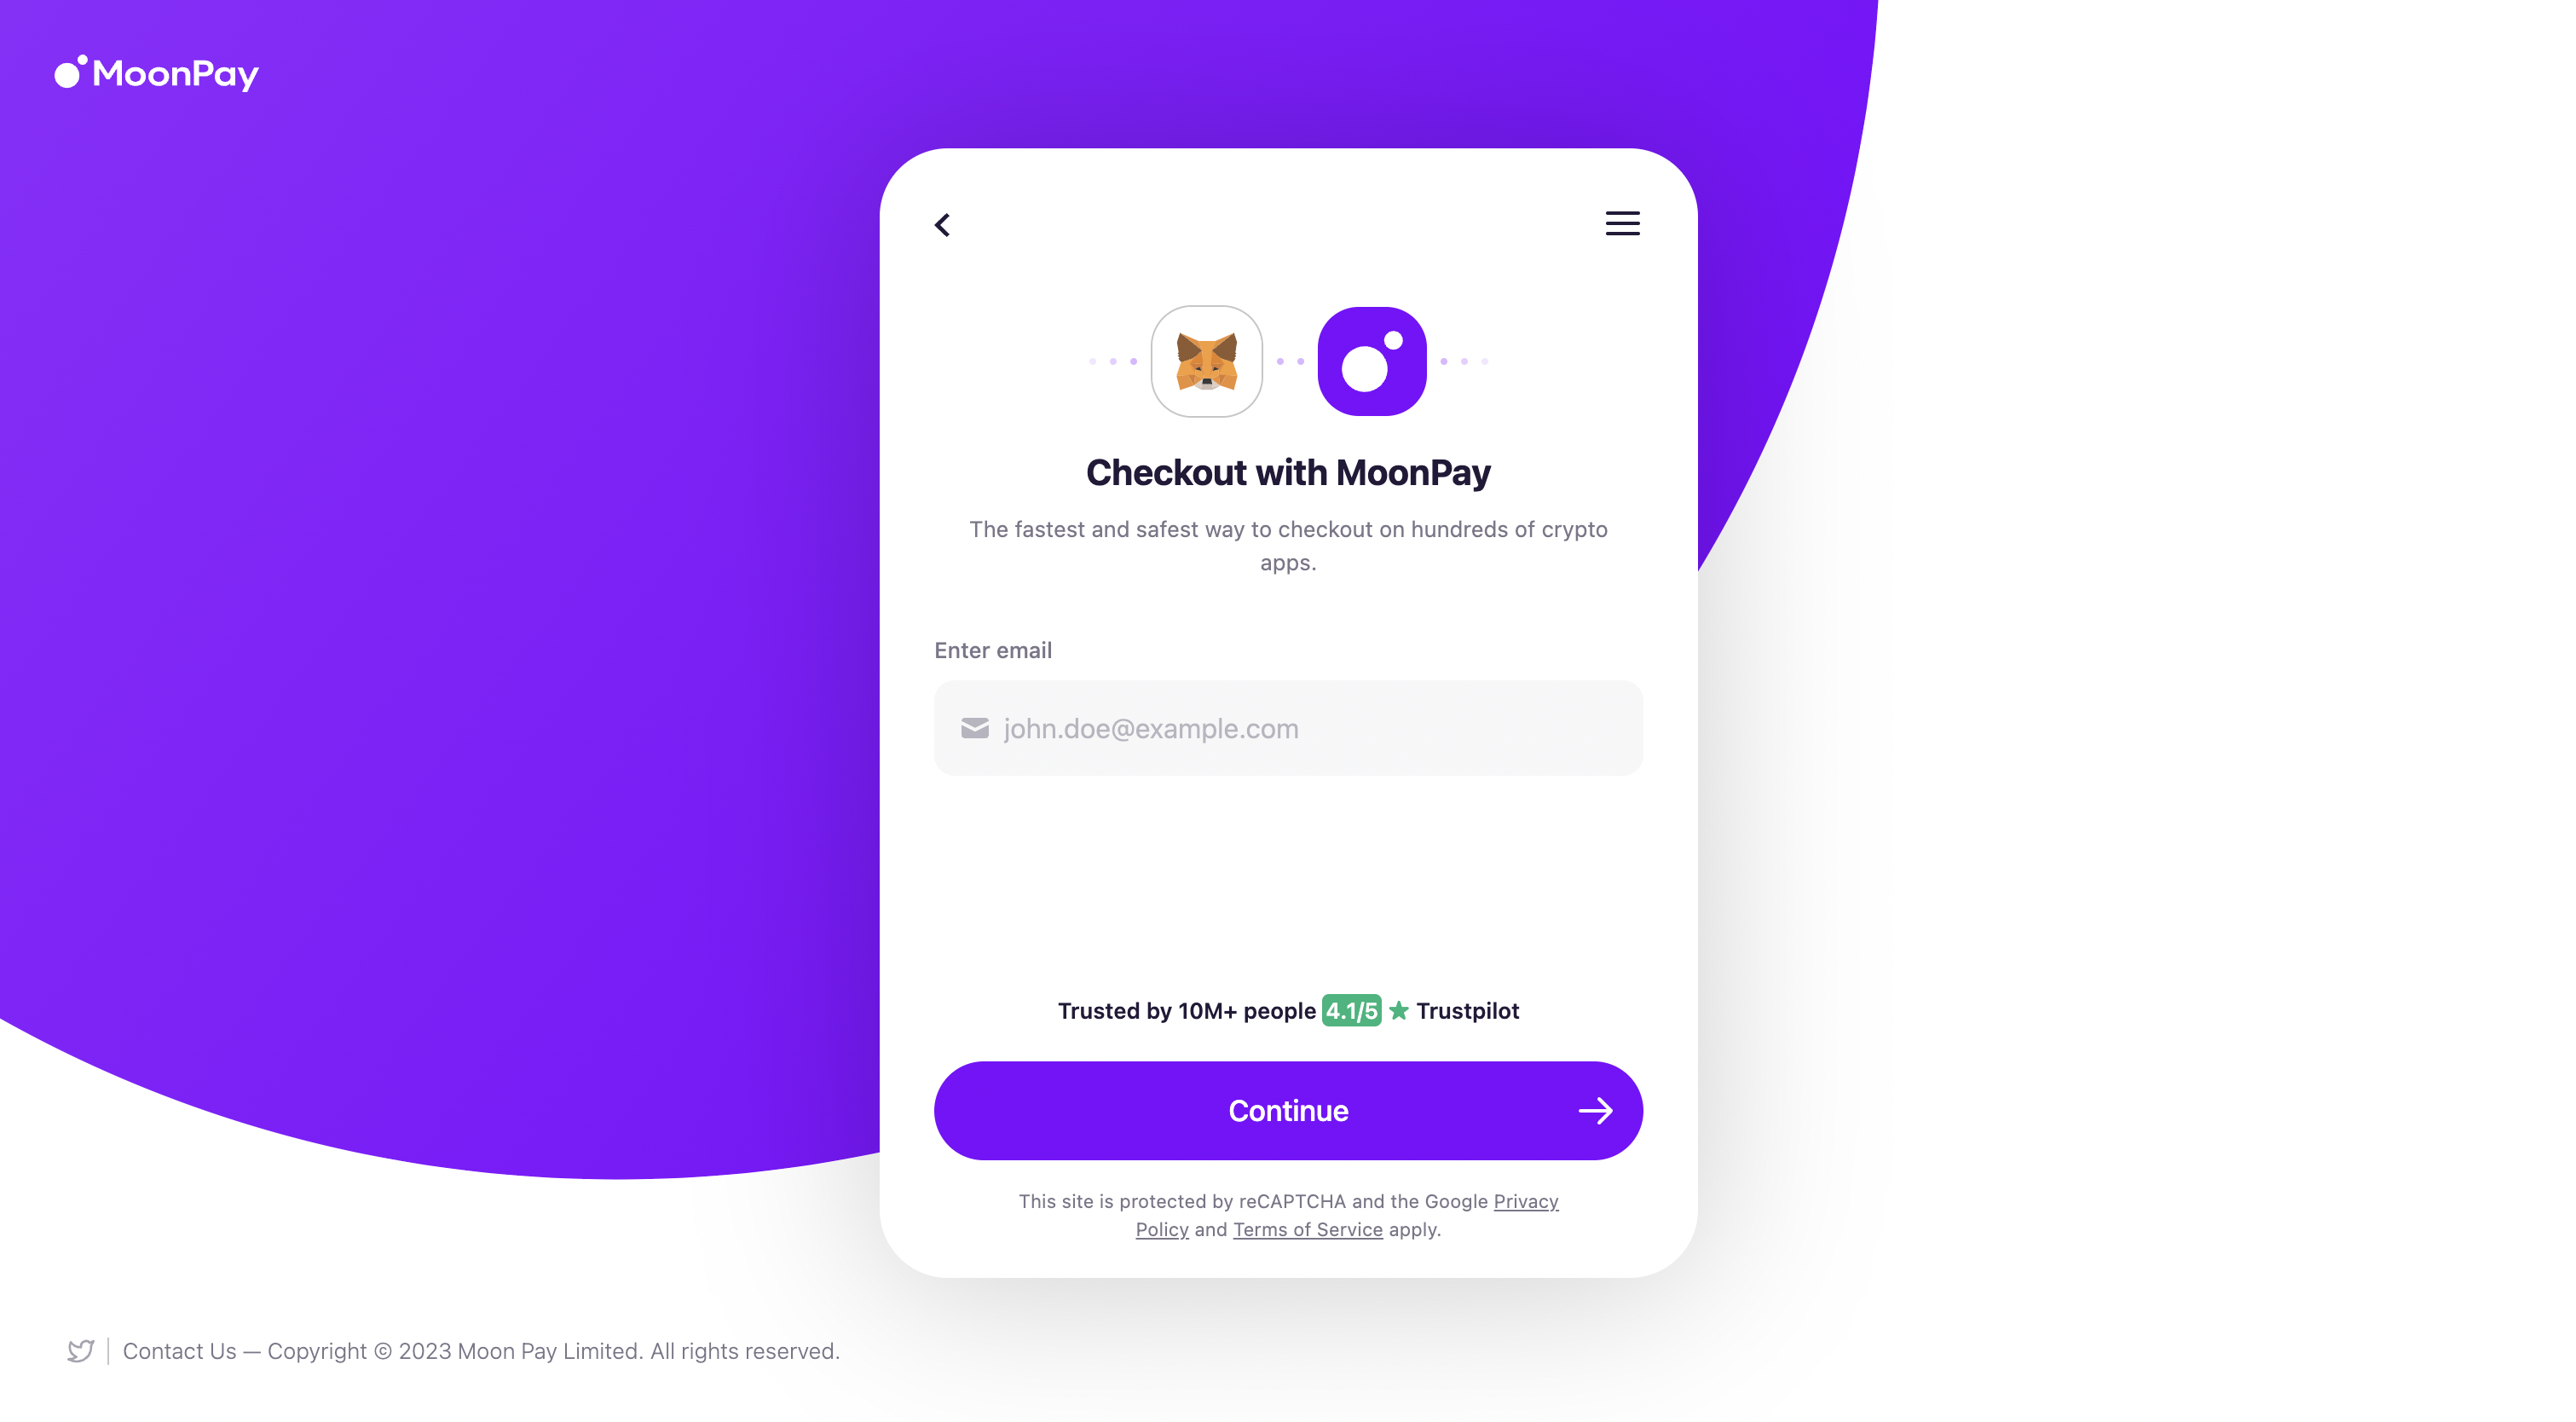 MoonPay
Checkout with MoonPay
The fastest and safest way to checkout on hundreds of crypto
apps.
Enter email
john.doe@example.com
Trusted by 10M+ people 4.1/5 ★ Trustpilot
Continue
This site is protected by reCAPTCHA and the Google Privacy
Policy and Terms of Service apply.
Contact Us — Copyright © 2023 Moon Pay Limited. All rights reserved.